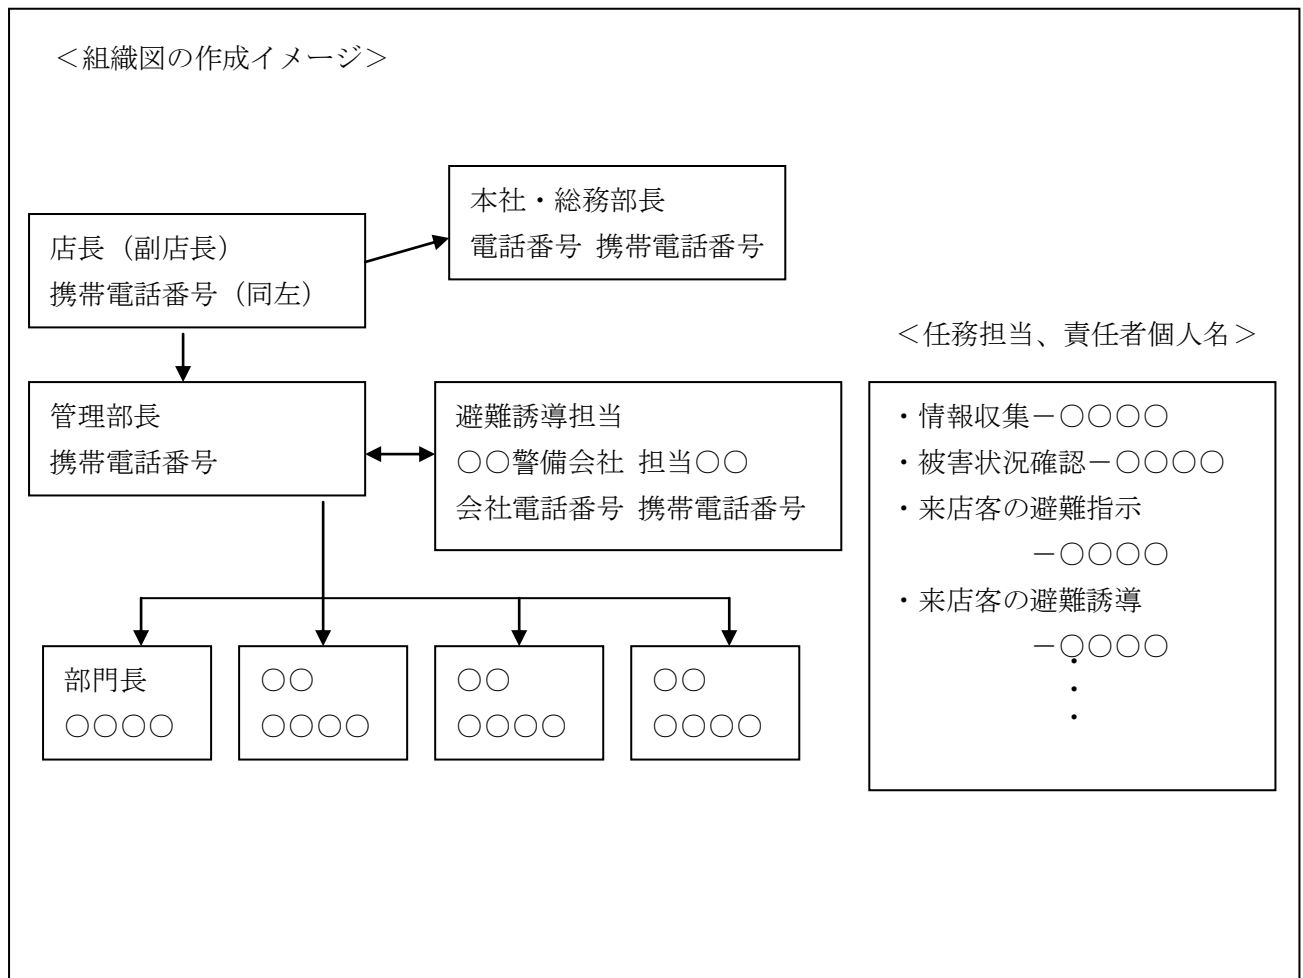 ＜組織図の作成イメージ＞
本社・総務部長
電話番号 携帯電話番号
店長（副店長）
携帯電話番号（同左）
＜任務担当、責任者個人名＞
管理部長
携帯電話番号
避難誘導担当
○○警備会社 担当○○
会社電話番号 携帯電話番号
・情報収集－○○○○
・被害状況確認－○○○○
・来店客の避難指示
－○○○○
・来店客の避難誘導
－○○○○
・
・
・
部門長
○○○○
○○
○○○○
○○
○○○○
○○
○○○○